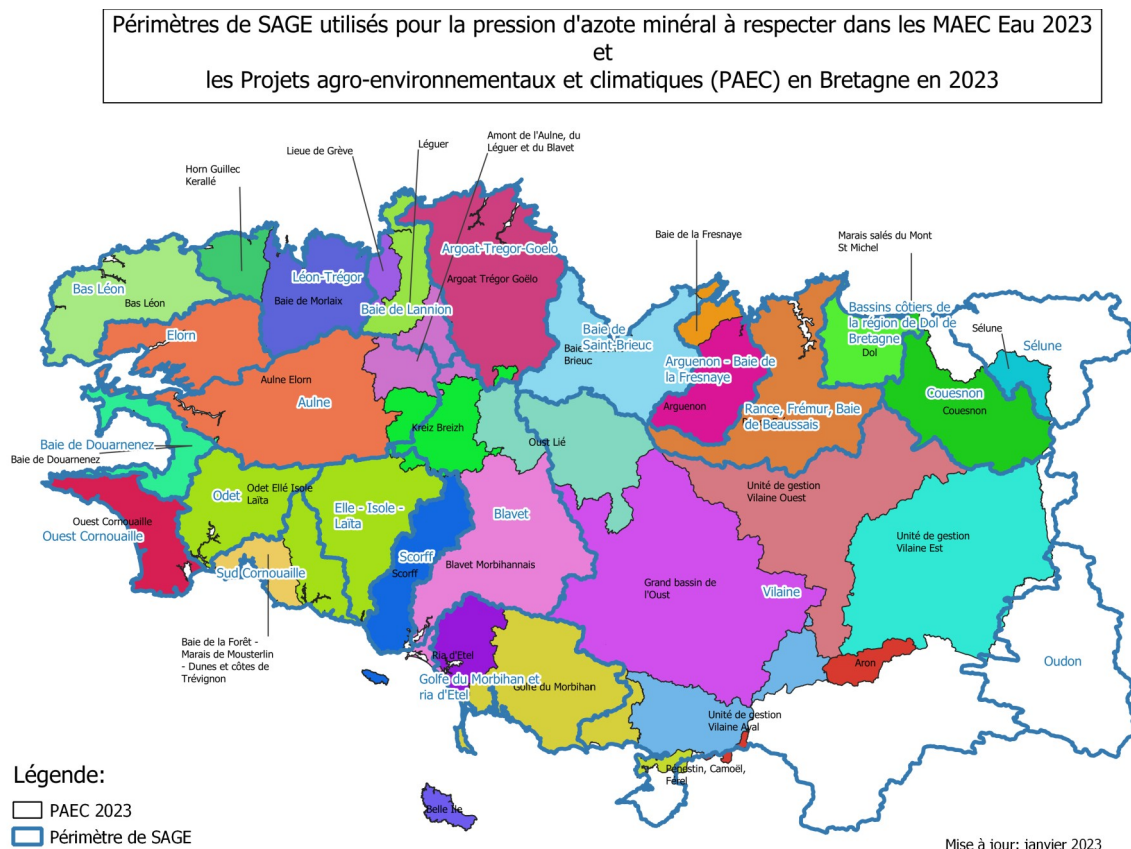 Périmètres de SAGE utilisés pour la pression d'azote minéral à respecter dans les MAEC Eau 2023
et
les Projets agro-environnementaux et climatiques (PAEC) en Bretagne en 2023
Amont de l'Aulne, du
Léguer et du Blavet
Léguer
Lieue de Grève
Horn Guillec
Kerallé
Baie de la Fresnaye
Marais salés du Mont
St Michel
Argoat-Tregor-Goelo
Argoat Trégor Goëlo
Léon-Trégor
Baie de Morlaix
Bas Léon
Bas Léon
Baie de Lannion
Bassins côtiers de
la région de Dol de
Bretagne
Dol
Sélune
Sélune
Elorn
Baie de
Saint-Brieuc
Brieuc
Arguenon - Baie de
la Fresnaye
Arguenon
Aulne Elorn
Aulne
Couesnon
Couesnon
Rance, Frémur, Baie
de Beaussais
Kreiz Breizh
Oust Lié
Baie de Douarnenez
Baie de Douarnenez
Odet Ellé Isole
Laïta
Odet
Elle - Isole -
Laïta
Unité de gestion
Vilaine Ouest
Blavet
Ouest Cornouaille
Ouest Cornouaille
Unité de gestion
Vilaine Est
Scorff
Scorff
Blavet Morbihannais
Sud Cornouaille
Grand bassin de
l'Oust
Vilaine
Baie de la Forêt -
Marais de Mousterlin
- Dunes et côtes de
Trévignon
Ria d'Etel
Golfe du Morbihan et
ria d'Etel
Golfe du Morbihan
Aron
Oudon
Unité de gestion
Vilaine Aval
Pénestin, Camoël,
Férel
Belle Ile
Légende:
PAEC 2023
Périmètre de SAGE
Mise à jour: janvier 2023